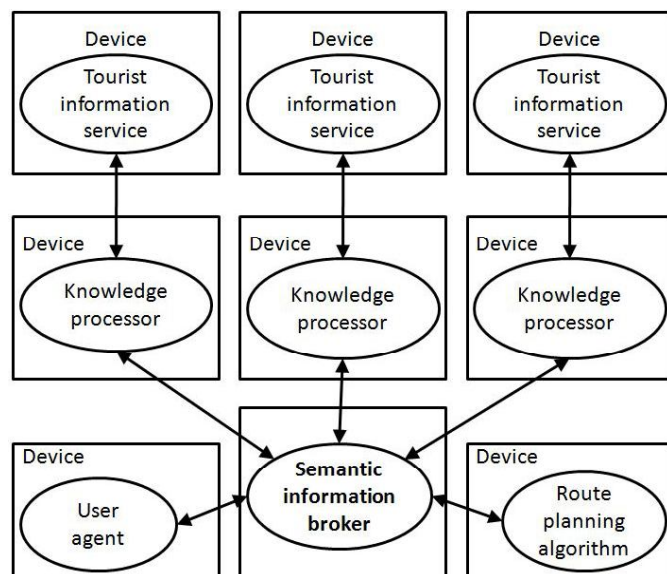 Device
Tourist
information
service
Device
Tourist
information
service
Device
Tourist
information
service
Device
Knowledge
processor
Device
Knowledge
processor
Device
Knowledge
processor
Device
User
agent
Semantic
information
broker
Device
Route
planning
algorithm